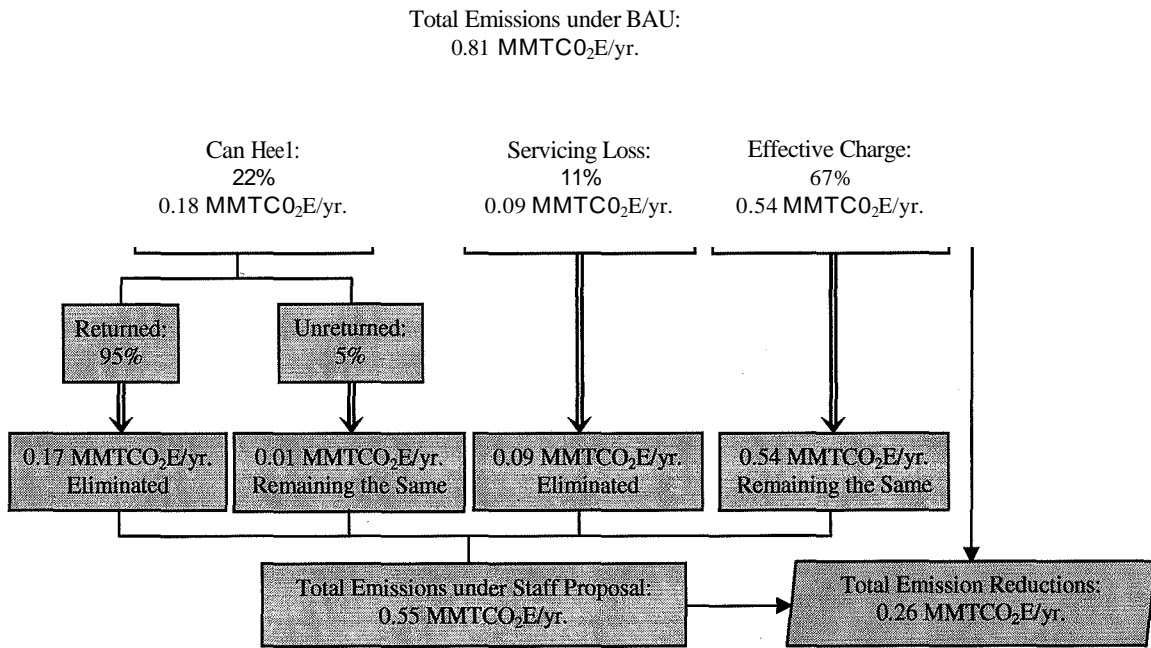 Total Emissions under BAU:
0.81 MMTC0₂E/yr.
Can Hee1:
22%
0.18 MMTC0₂E/yr.
Servicing Loss:
11%
0.09 MMTC0₂E/yr.
Effective Charge:
67%
0.54 MMTC0₂E/yr.
Returned:
95%
Unreturned:
5%
0.17 MMTCO₂E/yr.
Eliminated
0.01 MMTCO₂E/yr.
Remaining the Same
0.09 MMTCO₂E/yr.
Eliminated
0.54 MMTCO₂E/yr.
Remaining the Same
Total Emissions under Staff Proposal:
0.55 MMTCO₂E/yr.
Total Emission Reductions:
0.26 MMTCO₂E/yr.